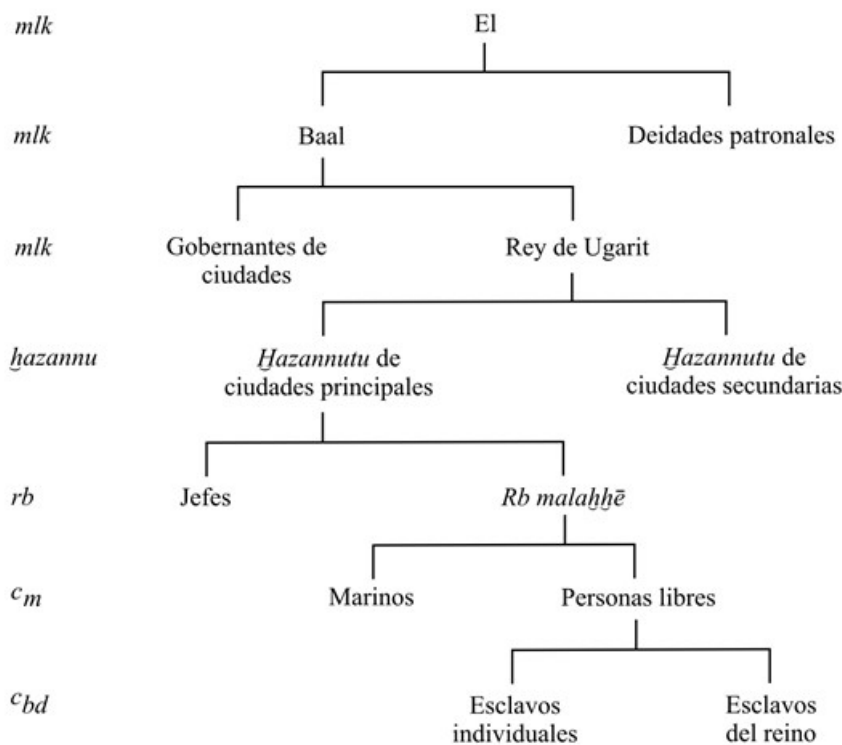 mlk El
mlk Baal Deidades patronales
mlk Gobernantes de Rey de Ugarit
ciudades
ḫazannu Ḫazannutu de Ḫazannutu de
ciudades principales ciudades secundarias
rb Jefes Rb malaḫḫē
ᶜm Marinos Personas libres
ᶜbd Esclavos Esclavos
individuales del reino